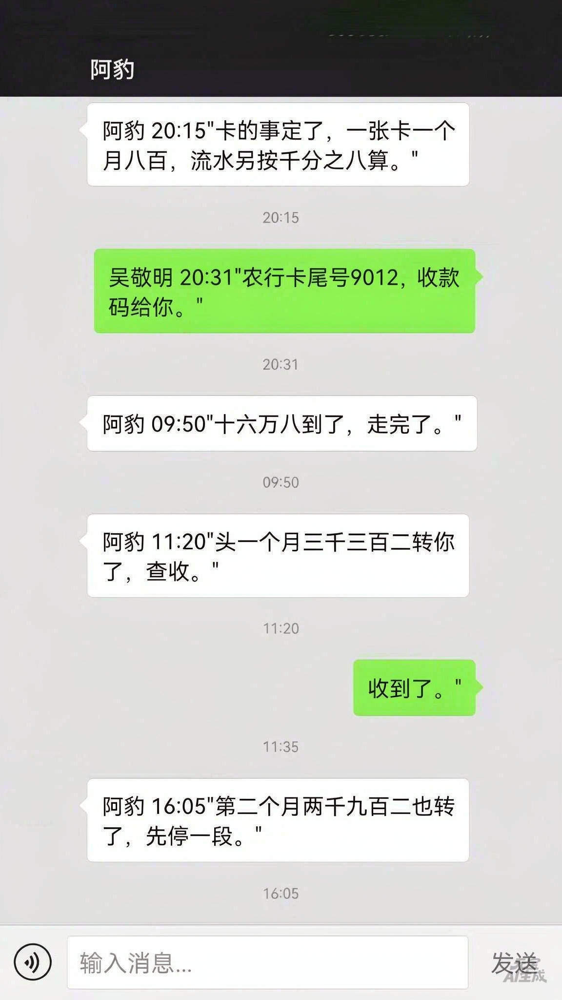 阿豹
阿豹 20:15"卡的事定了，一张卡一个
月八百，流水另按千分之八算。"
20:15
吴敬明 20:31"农行卡尾号9012，收款
码给你。"
20:31
阿豹 09:50"十六万八到了，走完了。"
09:50
阿豹 11:20"头一个月三千三百二转你
了，查收。"
11:20
收到了。"
11:35
阿豹 16:05"第二个月两千九百二也转
了，先停一段。"
16:05
输入消息...
发送
AI生成